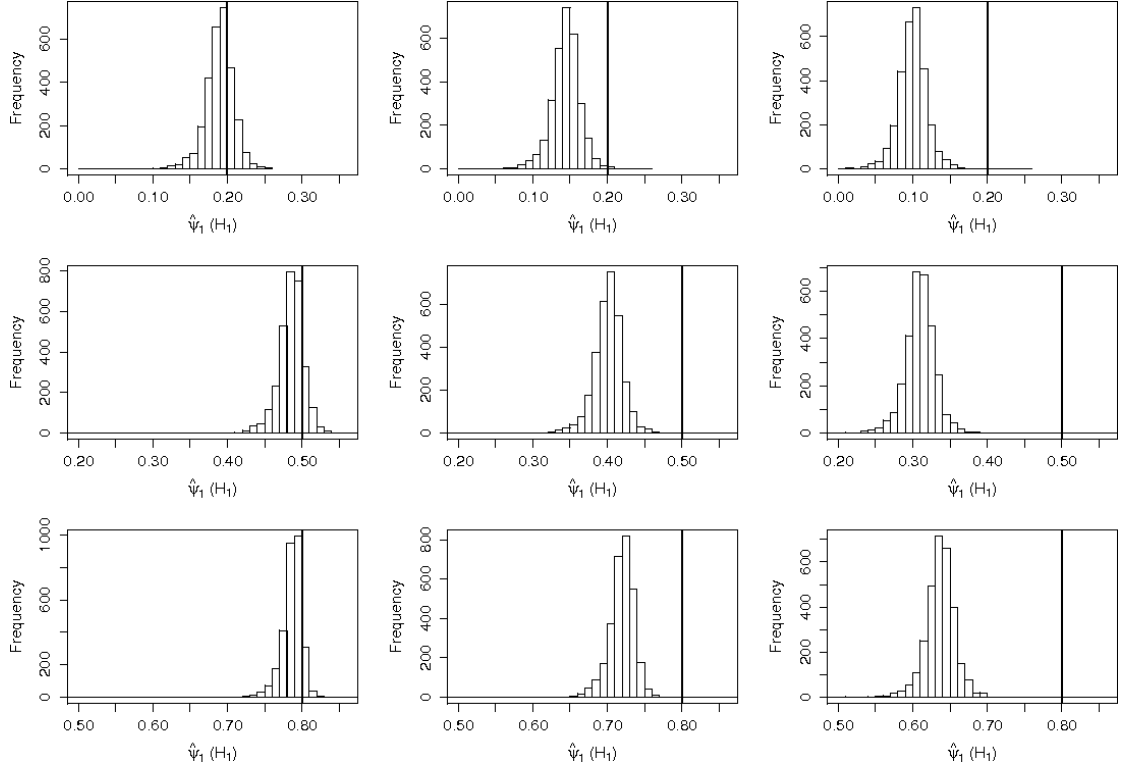 Frequency
0 200 400 600
0.00 0.10 0.20 0.30
ψ̂₁ (H₁)
Frequency
0 200 400 600
0.00 0.10 0.20 0.30
ψ̂₁ (H₁)
Frequency
0 200 400 600
0.00 0.10 0.20 0.30
ψ̂₁ (H₁)
Frequency
0 200 400 600 800
0.20 0.30 0.40 0.50
ψ̂₁ (H₁)
Frequency
0 200 400 600
0.20 0.30 0.40 0.50
ψ̂₁ (H₁)
Frequency
0 200 400 600
0.20 0.30 0.40 0.50
ψ̂₁ (H₁)
Frequency
0 200 600 1000
0.50 0.60 0.70 0.80
ψ̂₁ (H₁)
Frequency
0 200 400 600 800
0.50 0.60 0.70 0.80
ψ̂₁ (H₁)
Frequency
0 200 400 600
0.50 0.60 0.70 0.80
ψ̂₁ (H₁)